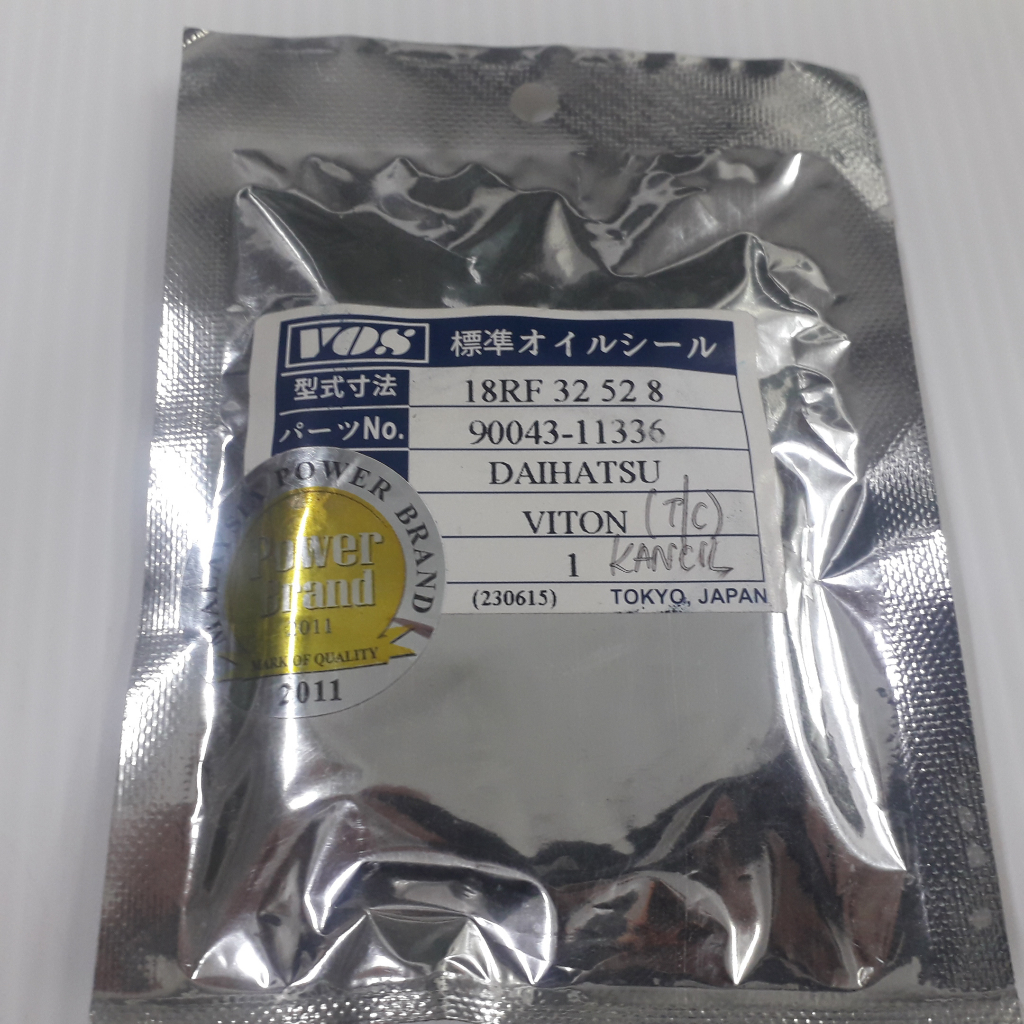 VOS 標準オイルシール
型式寸法 18RF 32 52 8
パーツNo. 90043-11336
DAIHATSU
VITON (T/C)
1 KANCIL
(230615) TOKYO, JAPAN
MALAYSIA POWER BRAND
Power
Brand
2011
MARK OF QUALITY
2011